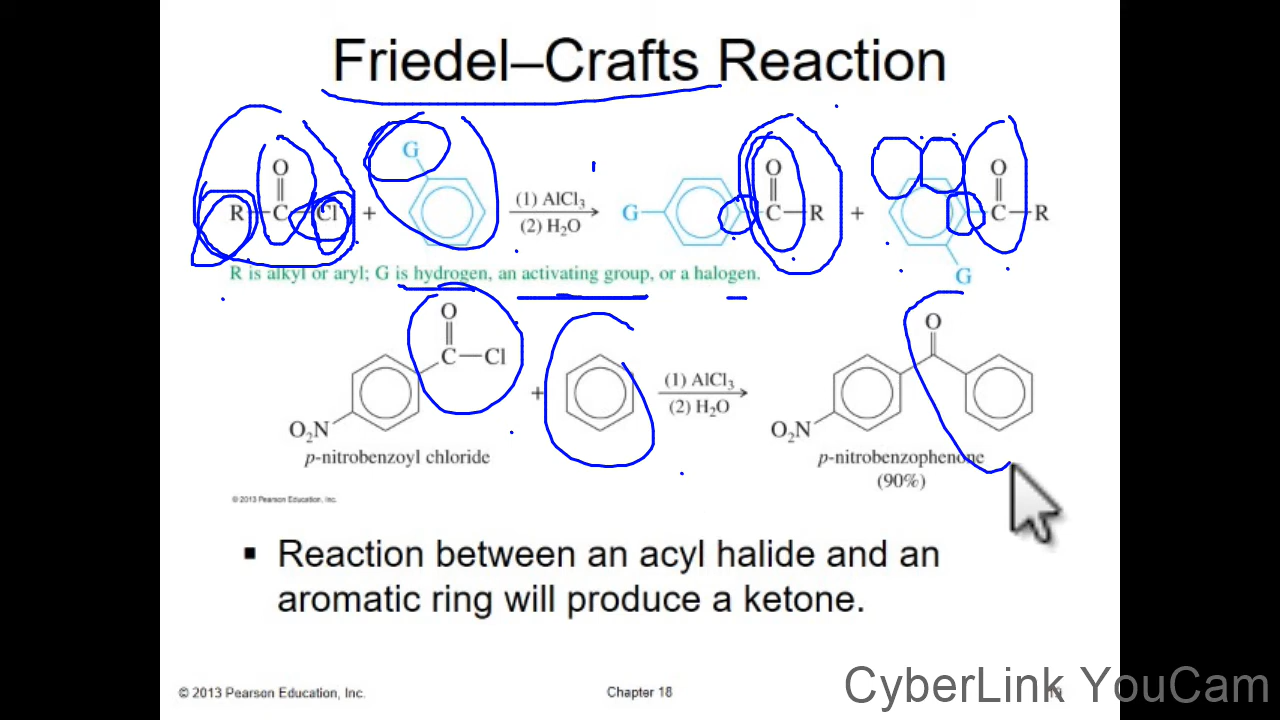 Friedel–Crafts Reaction
O G O O
R—C—Cl + (1) AlCl3 G— C—R + C—R
(2) H2O
G
R is alkyl or aryl; G is hydrogen, an activating group, or a halogen.
O O
C—Cl
+ (1) AlCl3
(2) H2O
O2N O2N
p-nitrobenzoyl chloride p-nitrobenzophenone
(90%)
© 2013 Pearson Education, Inc.
▪ Reaction between an acyl halide and an
aromatic ring will produce a ketone.
© 2013 Pearson Education, Inc. Chapter 18
CyberLink YouCam